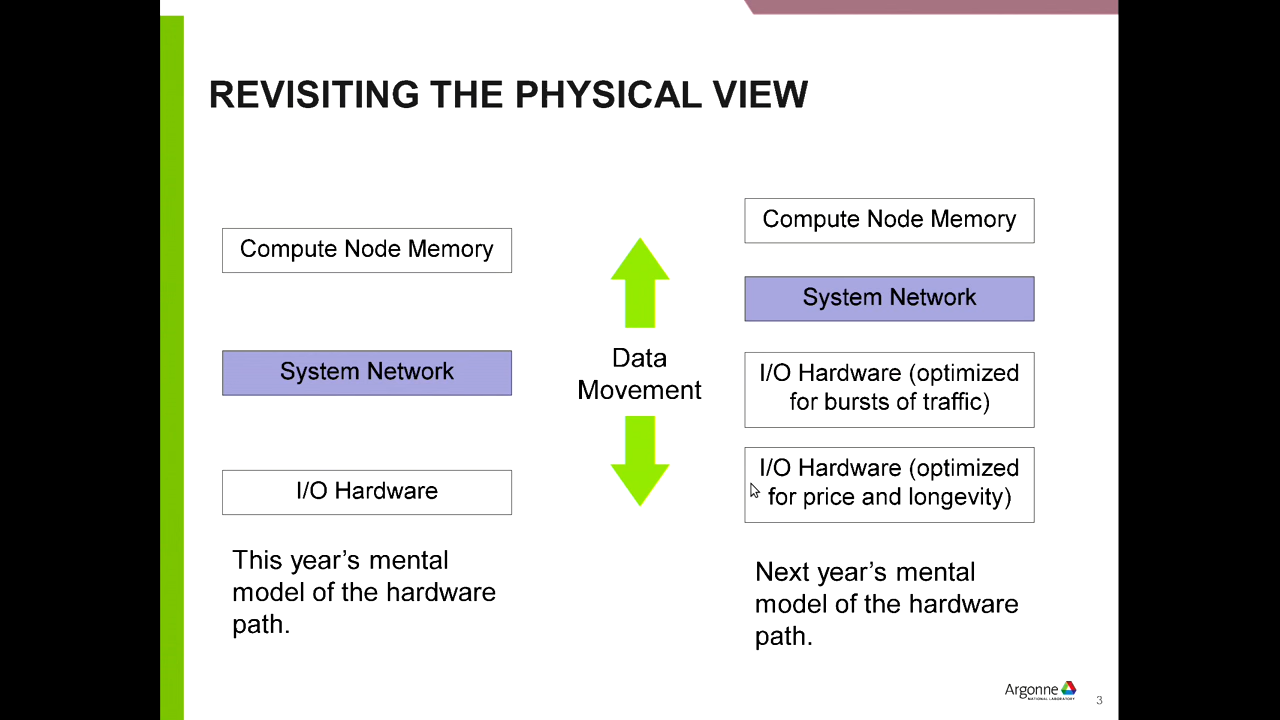 REVISITING THE PHYSICAL VIEW
Compute Node Memory
System Network
I/O Hardware
This year’s mental
model of the hardware
path.
Data
Movement
Compute Node Memory
System Network
I/O Hardware (optimized
for bursts of traffic)
I/O Hardware (optimized
for price and longevity)
Next year’s mental
model of the hardware
path.
Argonne
NATIONAL LABORATORY
3